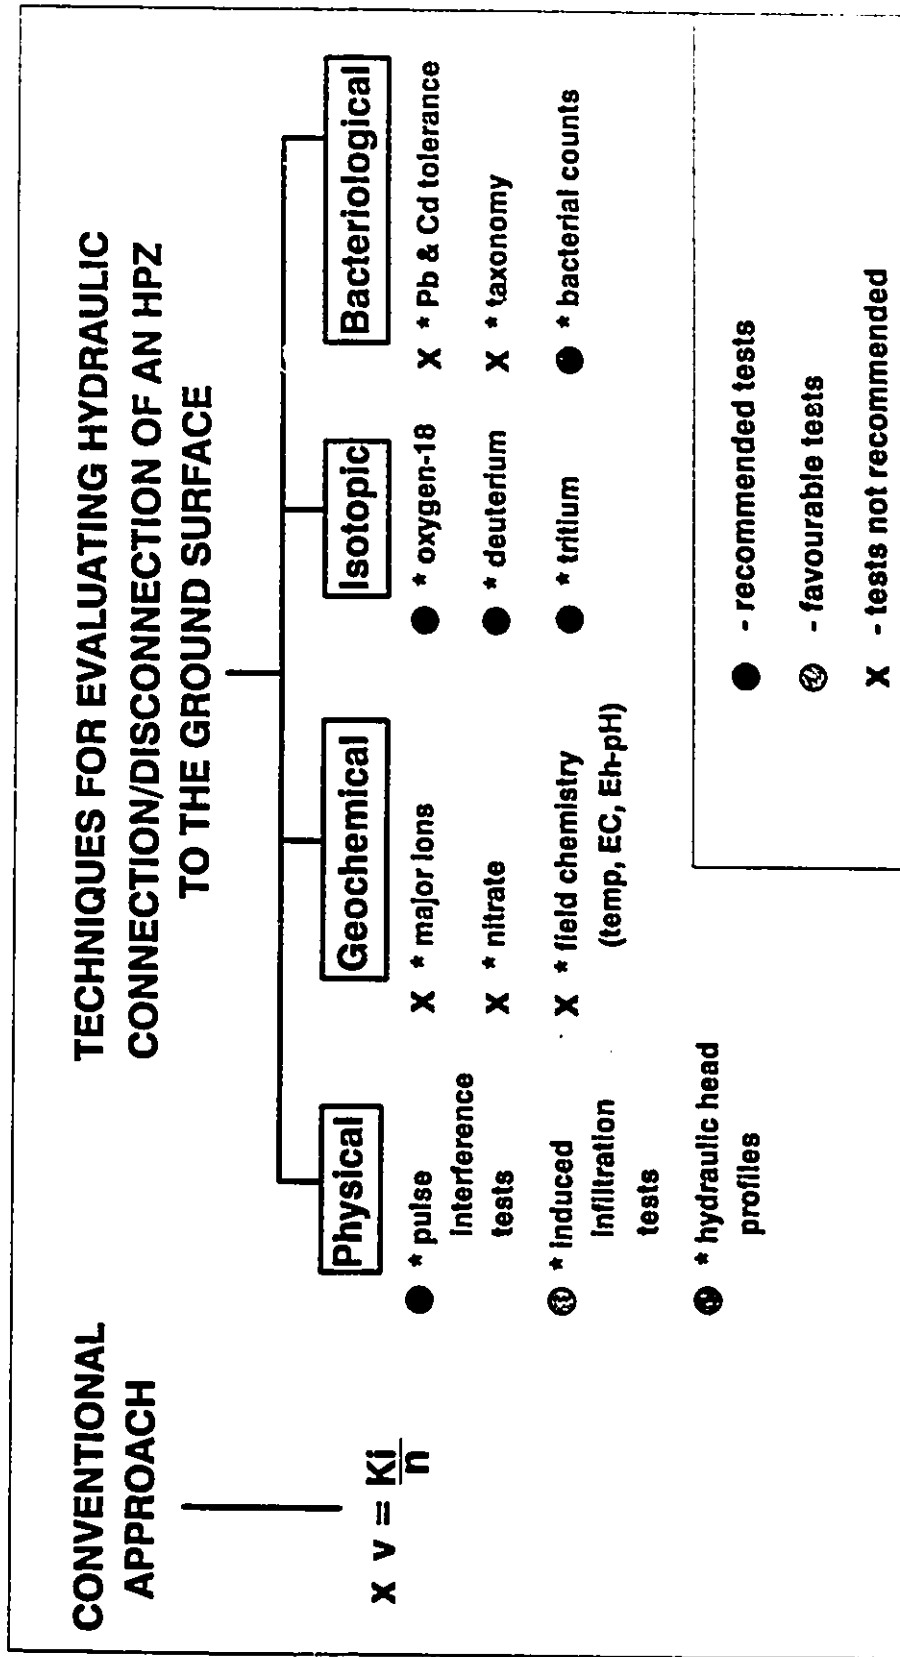 CONVENTIONAL
APPROACH
x v = Ki
n
TECHNIQUES FOR EVALUATING HYDRAULIC
CONNECTION/DISCONNECTION OF AN HPZ
TO THE GROUND SURFACE
Physical
* pulse
interference
tests
* induced
infiltration
tests
* hydraulic head
profiles
Geochemical
X * major ions
X * nitrate
X * field chemistry
(temp, EC, Eh-pH)
Isotopic
* oxygen-18
* deuterium
* tritium
Bacteriological
X * Pb & Cd tolerance
X * taxonomy
* bacterial counts
- recommended tests
- favourable tests
X - tests not recommended